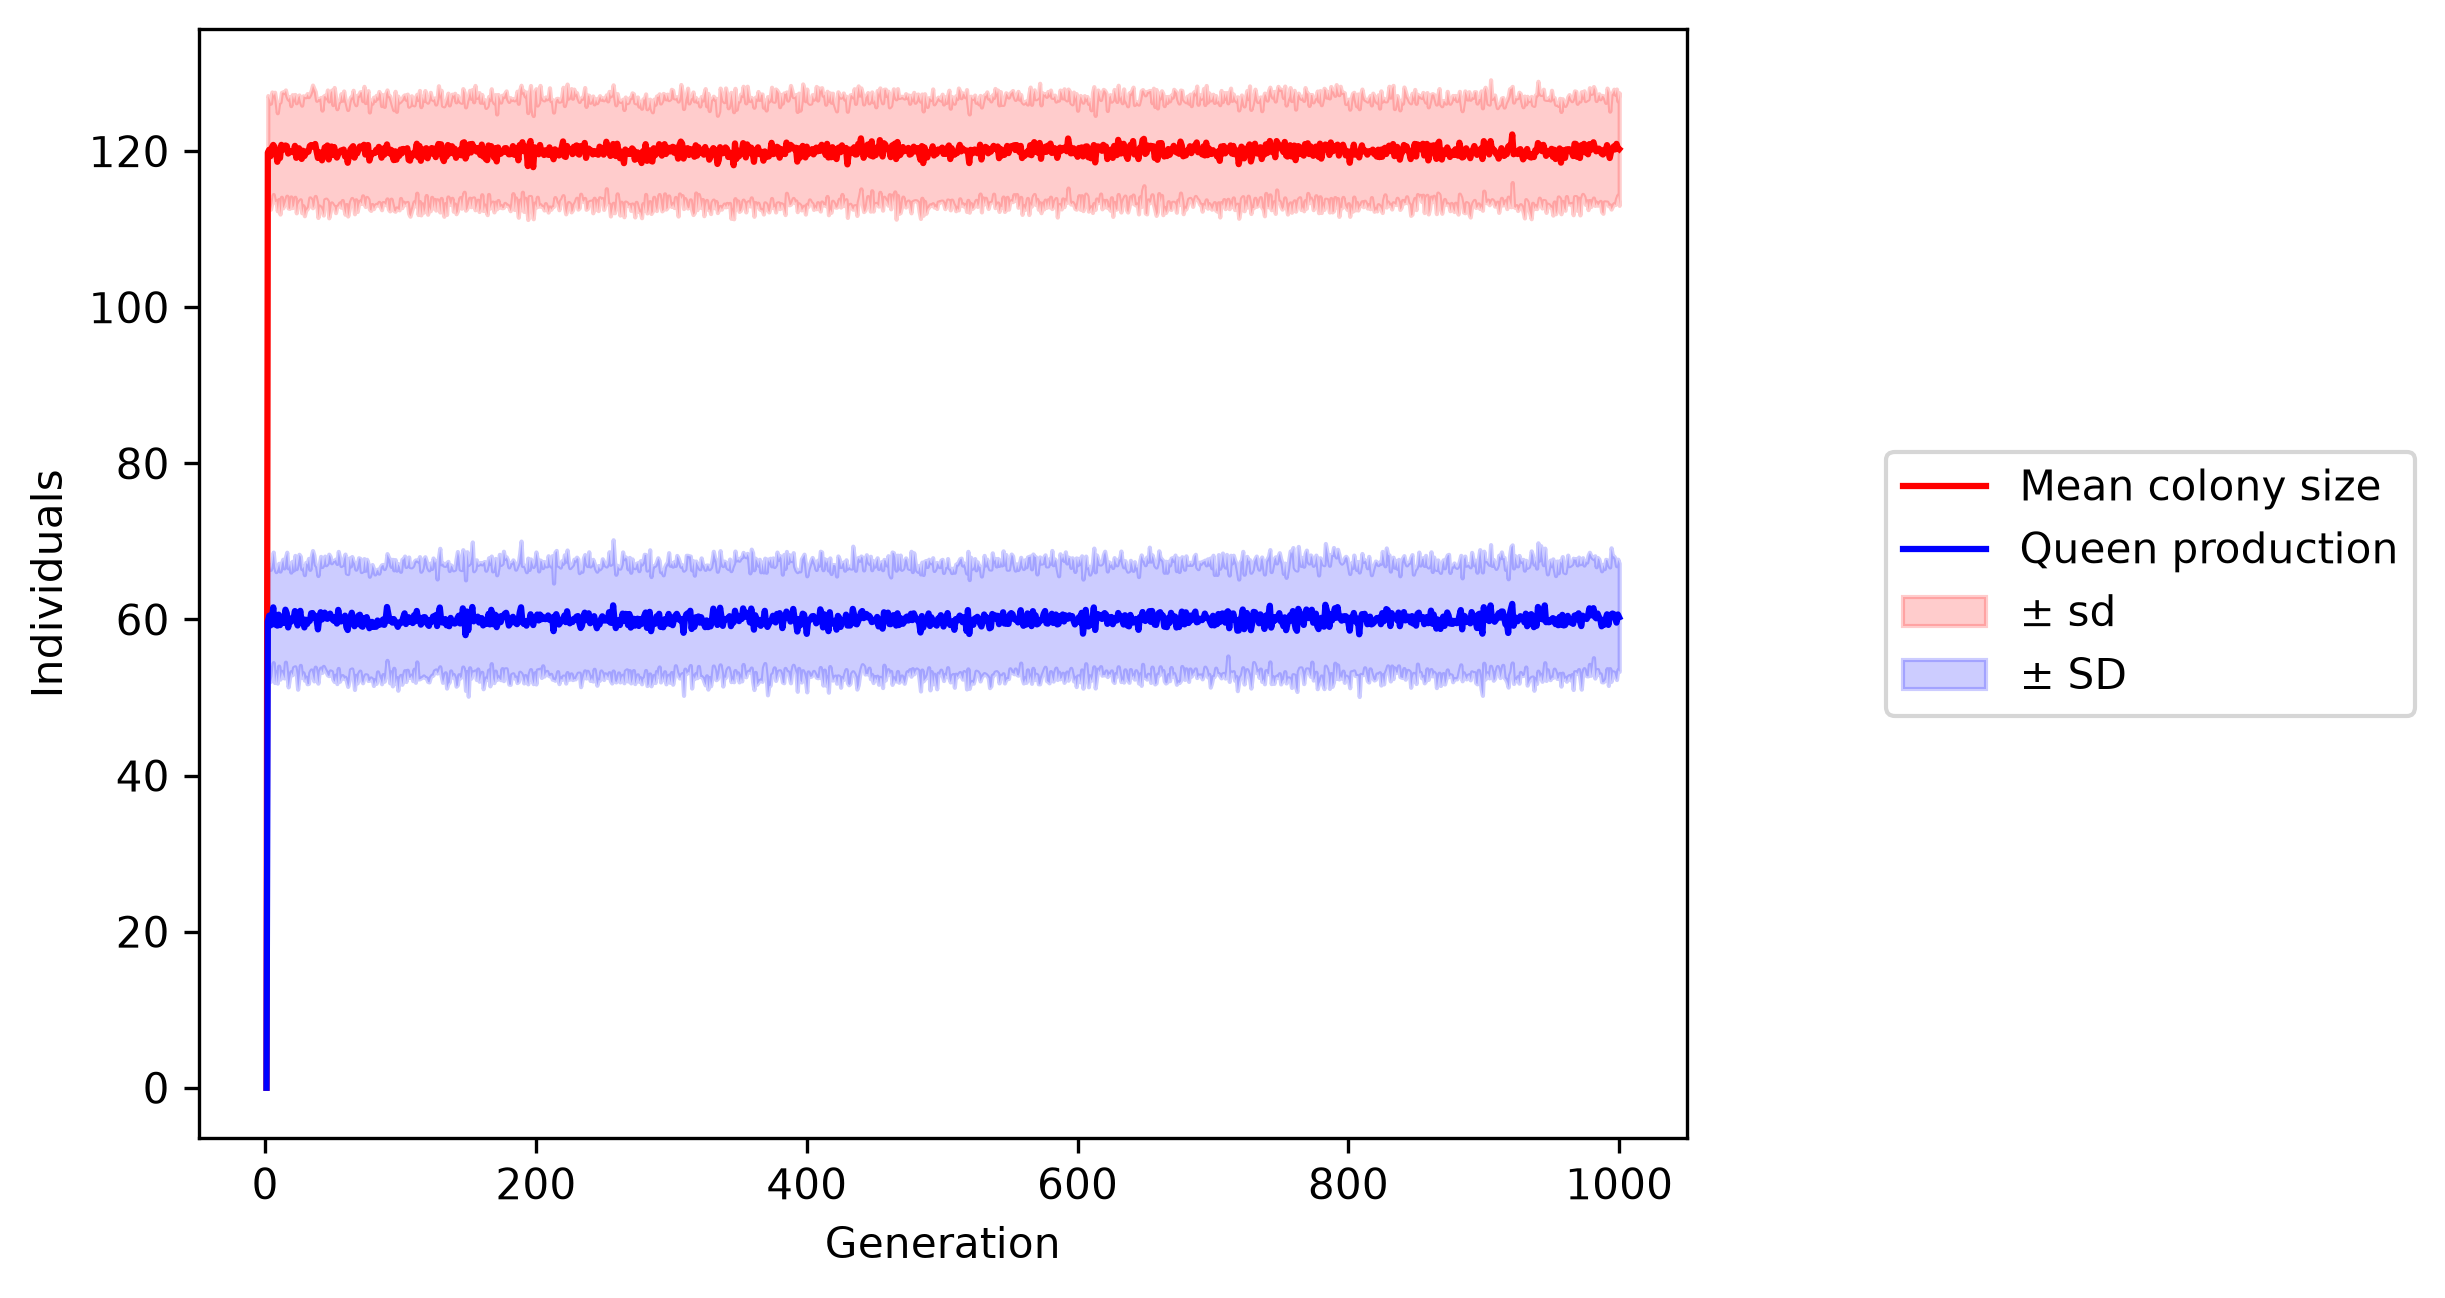 120
100
80
60
40
20
0
Individuals
0 200 400 600 800 1000
Generation
Mean colony size
Queen production
± sd
± SD